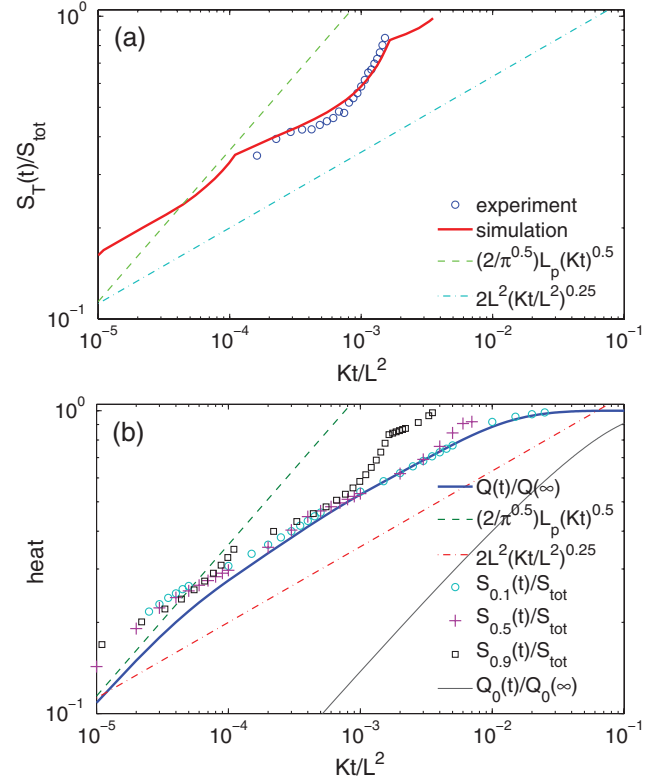 (a)
10^0
S_T(t)/S_tot
experiment
simulation
(2/π^0.5)L_p(Kt)^0.5
2L^2(Kt/L^2)^0.25
10^-1
10^-5 10^-4 10^-3 10^-2 10^-1
Kt/L^2
(b)
10^0
heat
Q(t)/Q(∞)
(2/π^0.5)L_p(Kt)^0.5
2L^2(Kt/L^2)^0.25
S_0.1(t)/S_tot
S_0.5(t)/S_tot
S_0.9(t)/S_tot
Q_0(t)/Q_0(∞)
10^-1
10^-5 10^-4 10^-3 10^-2 10^-1
Kt/L^2